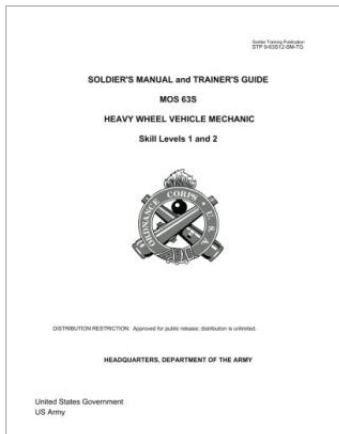 Soldier Training Publication
STP 9-63S12-SM-TG
SOLDIER'S MANUAL and TRAINER'S GUIDE
MOS 63S
HEAVY WHEEL VEHICLE MECHANIC
Skill Levels 1 and 2
ORDNANCE CORPS U.S.A.
DISTRIBUTION RESTRICTION: Approved for public release, distribution is unlimited.
HEADQUARTERS, DEPARTMENT OF THE ARMY
United States Government
US Army